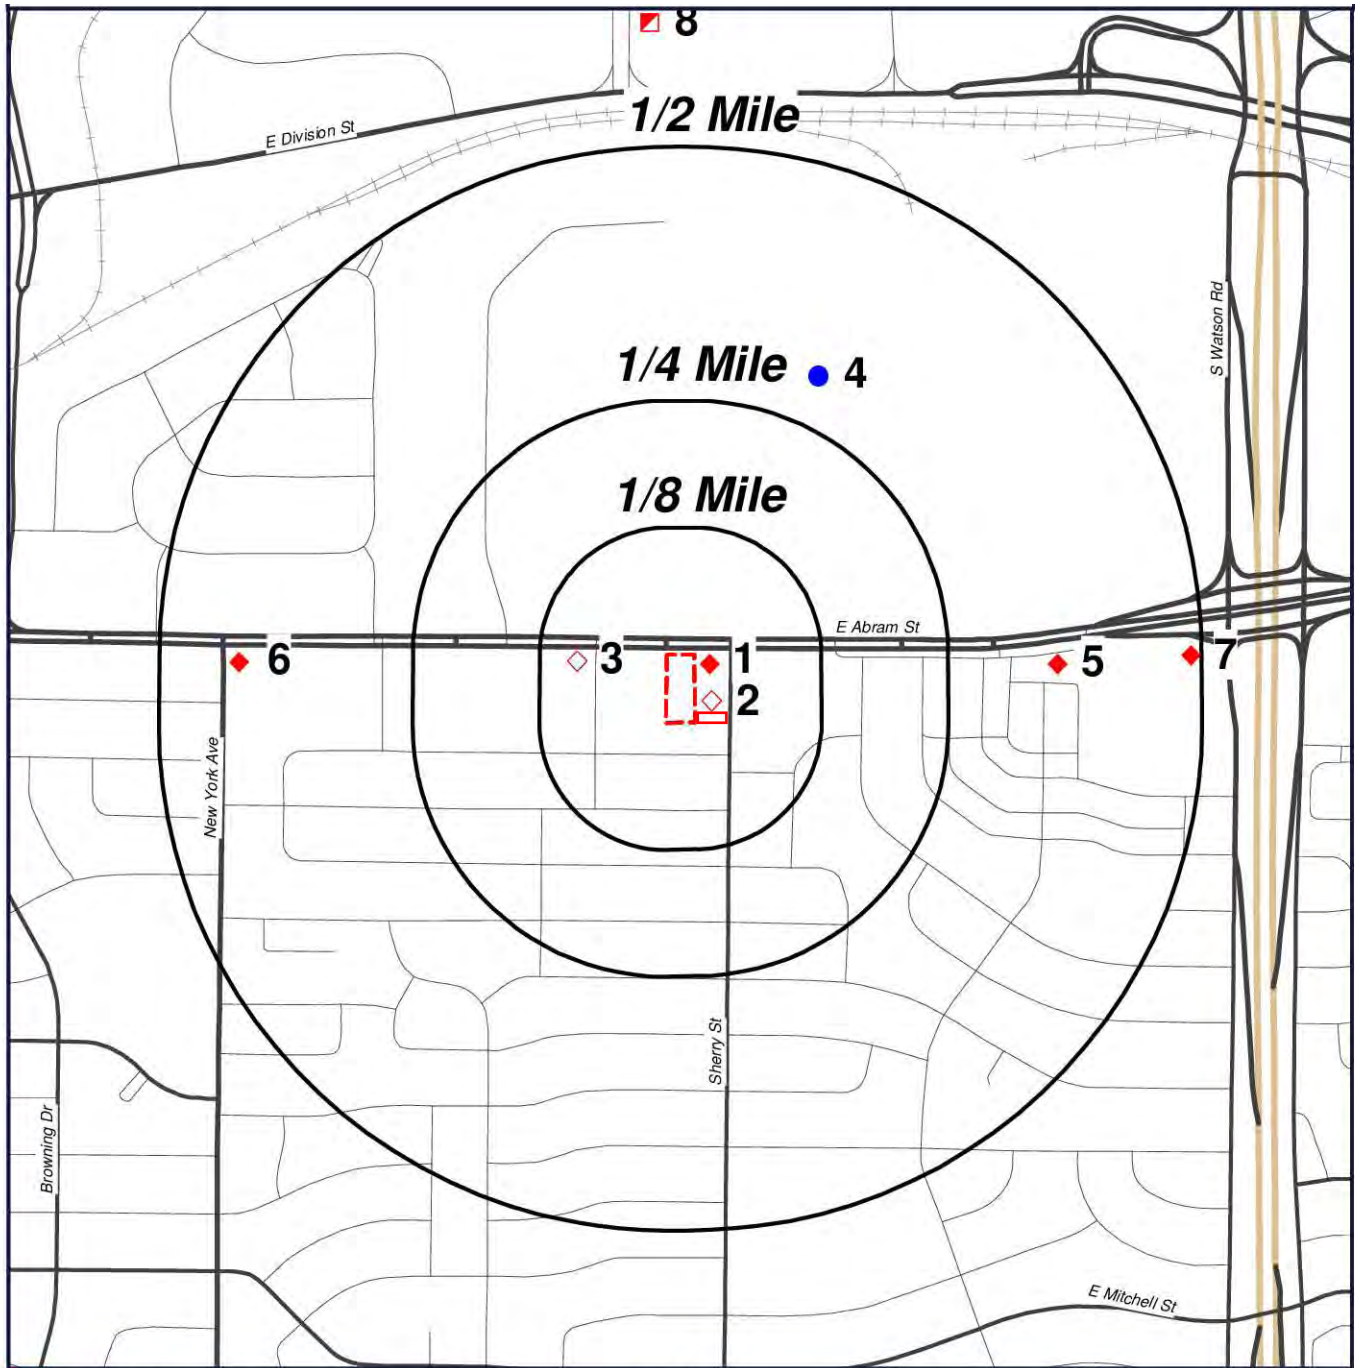 8
1/2 Mile
E Division St
S Watson Rd
1/4 Mile
4
1/8 Mile
E Abram St
6
3
1
5
7
2
New York Ave
Sherry St
Browning Dr
E Mitchell St